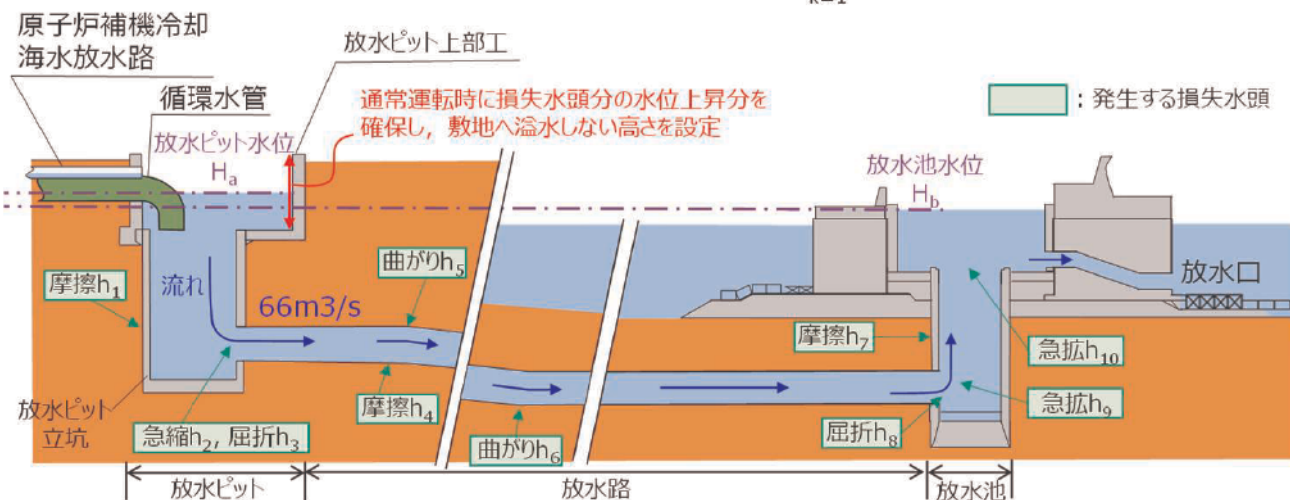 k=1
原子炉補機冷却
海水放水路
循環水管
放水ピット上部工
通常運転時に損失水頭分の水位上昇分を
確保し，敷地へ溢水しない高さを設定
：発生する損失水頭
放水ピット水位
Ha
放水池水位
Hb
摩擦h1
流れ
66m3/s
曲がりh5
放水口
摩擦h7
急拡h10
摩擦h4
急拡h9
放水ピット
立坑
急縮h2，屈折h3
曲がりh6
屈折h8
放水ピット
放水路
放水池